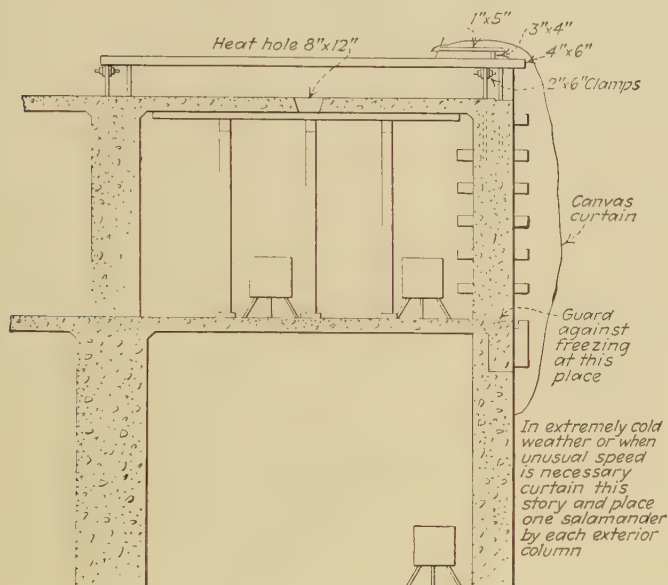 Heat hole 8"x12"
1"x5"
3"x4"
4"x6"
2"x6" Clamps
Canvas
curtain
Guard
against
freezing
at this
place
In extremely cold
weather or when
unusual speed
is necessary
curtain this
story and place
one salamander
by each exterior
column